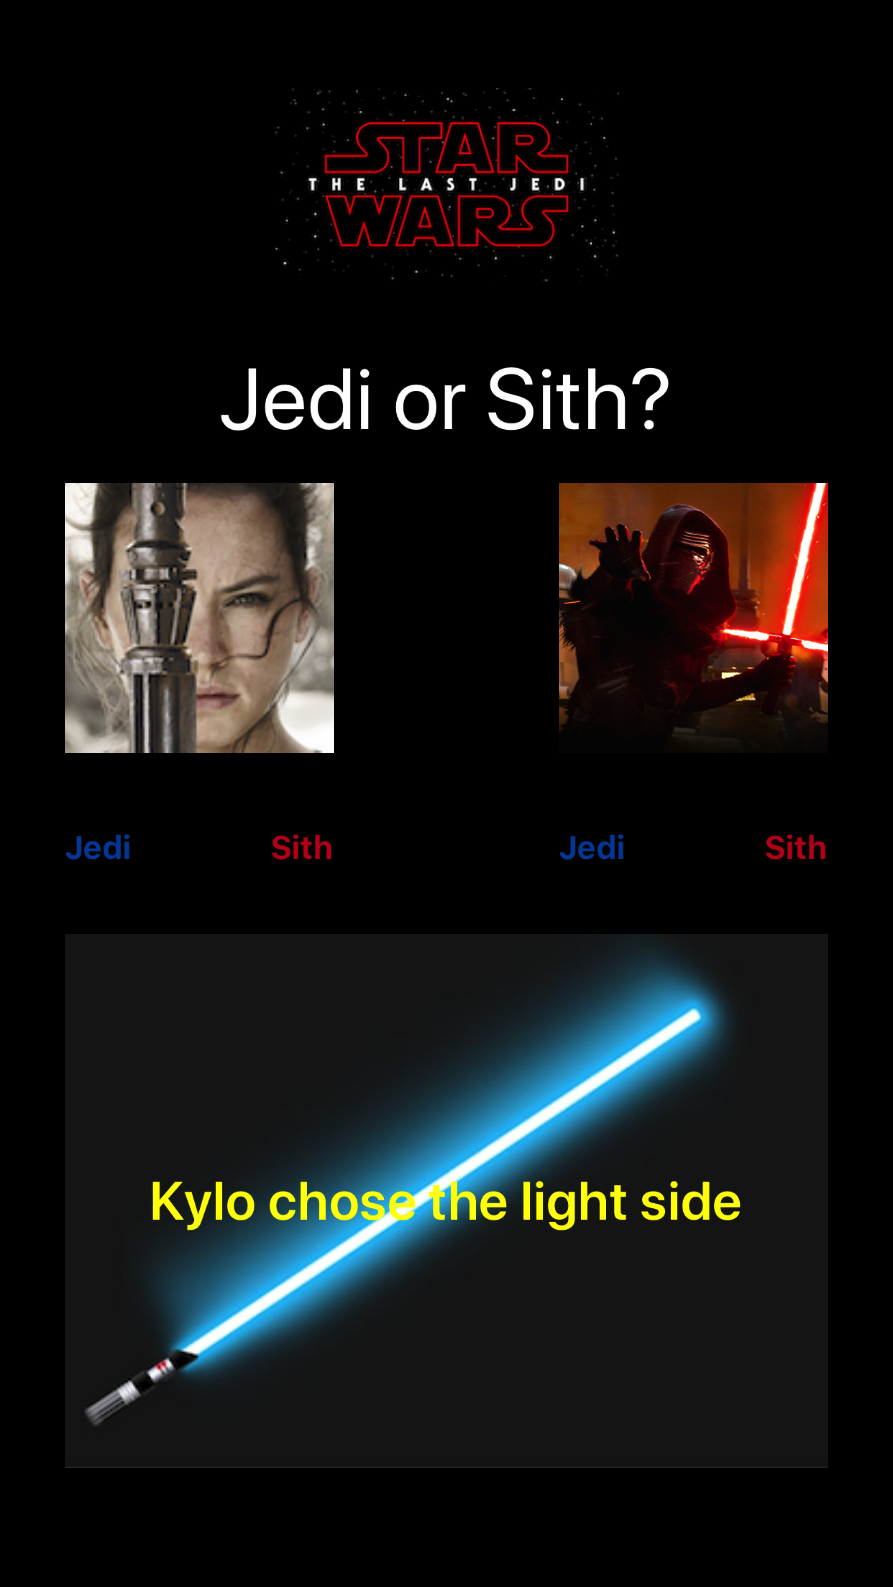 STAR
THE LAST JEDI
WARS
Jedi or Sith?
Jedi Sith Jedi Sith
Kylo chose the light side